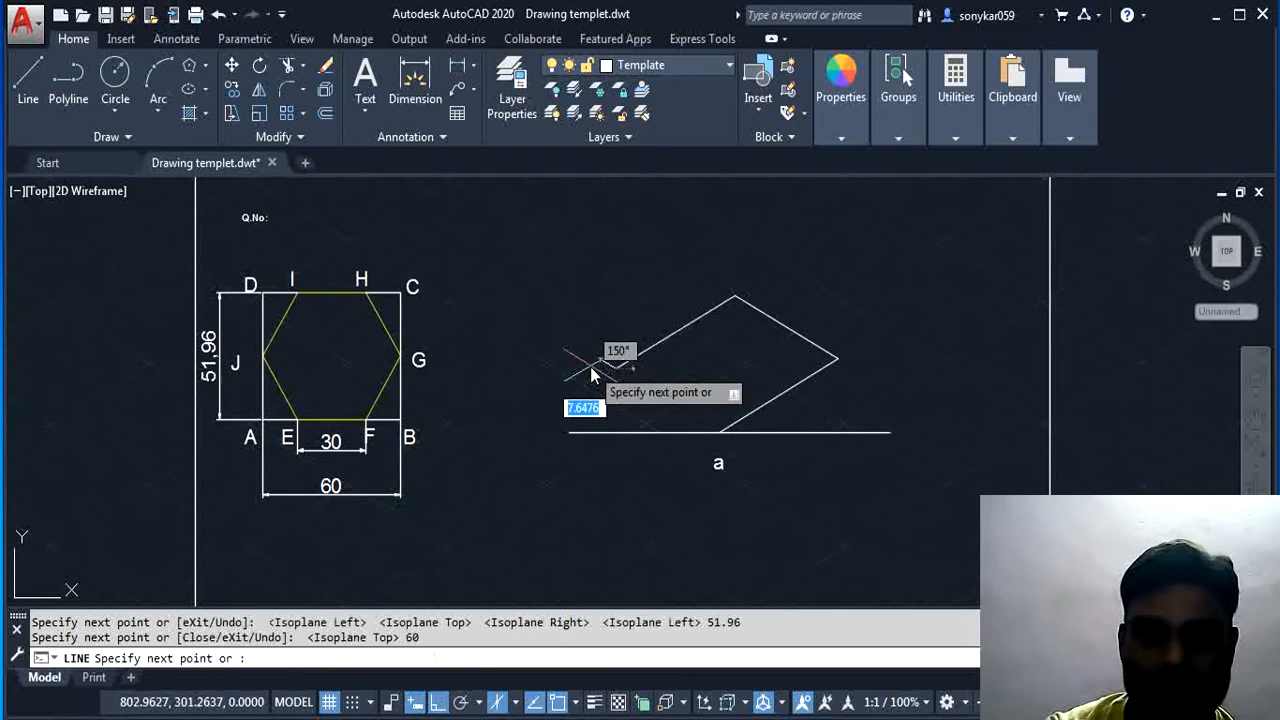 Autodesk AutoCAD 2020 Drawing templet.dwt
Type a keyword or phrase
sonykar059
Home Insert Annotate Parametric View Manage Output Add-ins Collaborate Featured Apps Express Tools
Template
Line Polyline Circle Arc
Text Dimension
Layer Properties
Insert
Properties Groups Utilities Clipboard View
Draw Modify Annotation Layers Block
Start Drawing templet.dwt*
[−][Top][2D Wireframe]
Q.No:
N
W TOP E
S
Unnamed
D I H C
51,96
J G
A E F B
30
60
150°
Specify next point or
7.6476
a
Y
X
Specify next point or [eXit/Undo]: <Isoplane Left> <Isoplane Top> <Isoplane Right> <Isoplane Left> 51.96
Specify next point or [Close/eXit/Undo]: <Isoplane Top> 60
LINE Specify next point or :
Model Print
802.9627, 301.2637, 0.0000 MODEL 1:1 / 100%